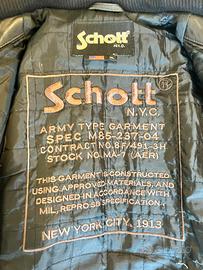 Schott
N.Y.C.
Schott
N.Y.C.
ARMY TYPE GARMENT
SPEC M85-237-04
CONTRACT NO.8F/491-3H
STOCK NO.MA-7 (AER)
THIS GARMENT IS CONSTRUCTED
USING,APPROVED MATERIALS, AND
DESIGNED IN ACCORDANCE WITH
MIL, REPRO SPECIFICATION.
NEW YORK CITY, 1913